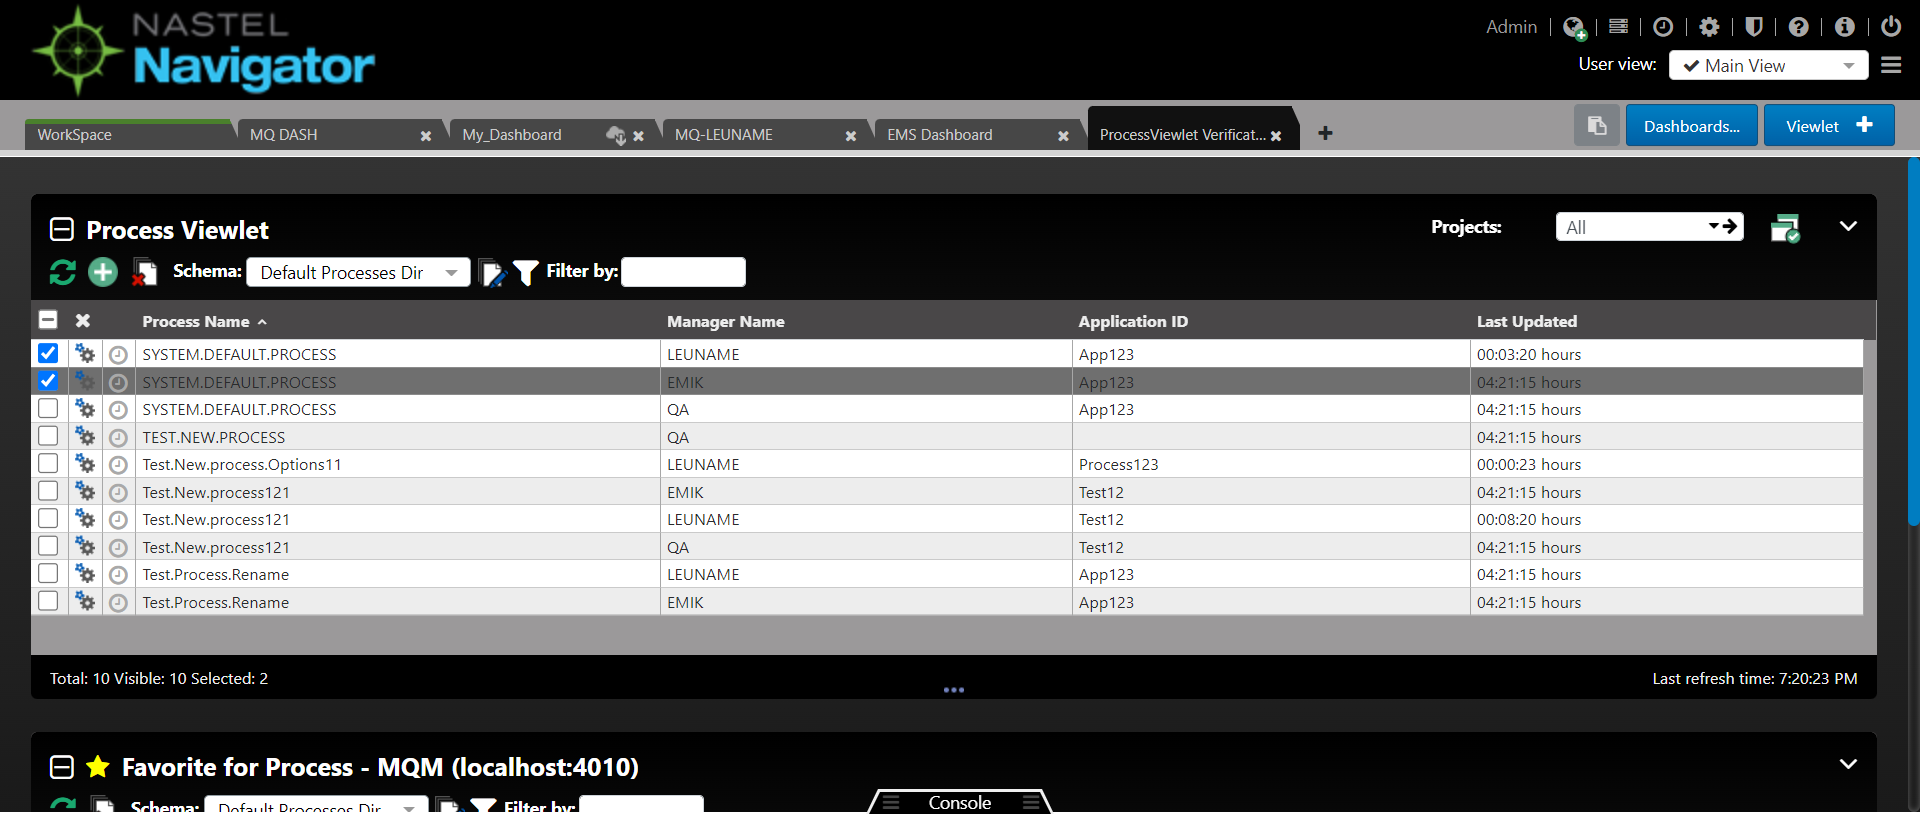 NASTEL
Navigator
Admin
User view: Main View
WorkSpace
MQ DASH
My_Dashboard
MQ-LEUNAME
EMS Dashboard
ProcessViewlet Verificat...
Dashboards...
Viewlet
Process Viewlet
Projects: All
Schema: Default Processes Dir Filter by:
Process Name Manager Name Application ID Last Updated
SYSTEM.DEFAULT.PROCESS LEUNAME App123 00:03:20 hours
SYSTEM.DEFAULT.PROCESS EMIK App123 04:21:15 hours
SYSTEM.DEFAULT.PROCESS QA App123 04:21:15 hours
TEST.NEW.PROCESS QA 04:21:15 hours
Test.New.process.Options11 LEUNAME Process123 00:00:23 hours
Test.New.process121 EMIK Test12 04:21:15 hours
Test.New.process121 LEUNAME Test12 00:08:20 hours
Test.New.process121 QA Test12 04:21:15 hours
Test.Process.Rename LEUNAME App123 04:21:15 hours
Test.Process.Rename EMIK App123 04:21:15 hours
Total: 10 Visible: 10 Selected: 2
Last refresh time: 7:20:23 PM
Favorite for Process - MQM (localhost:4010)
Schema: Default Processes Dir Filter by:
Console